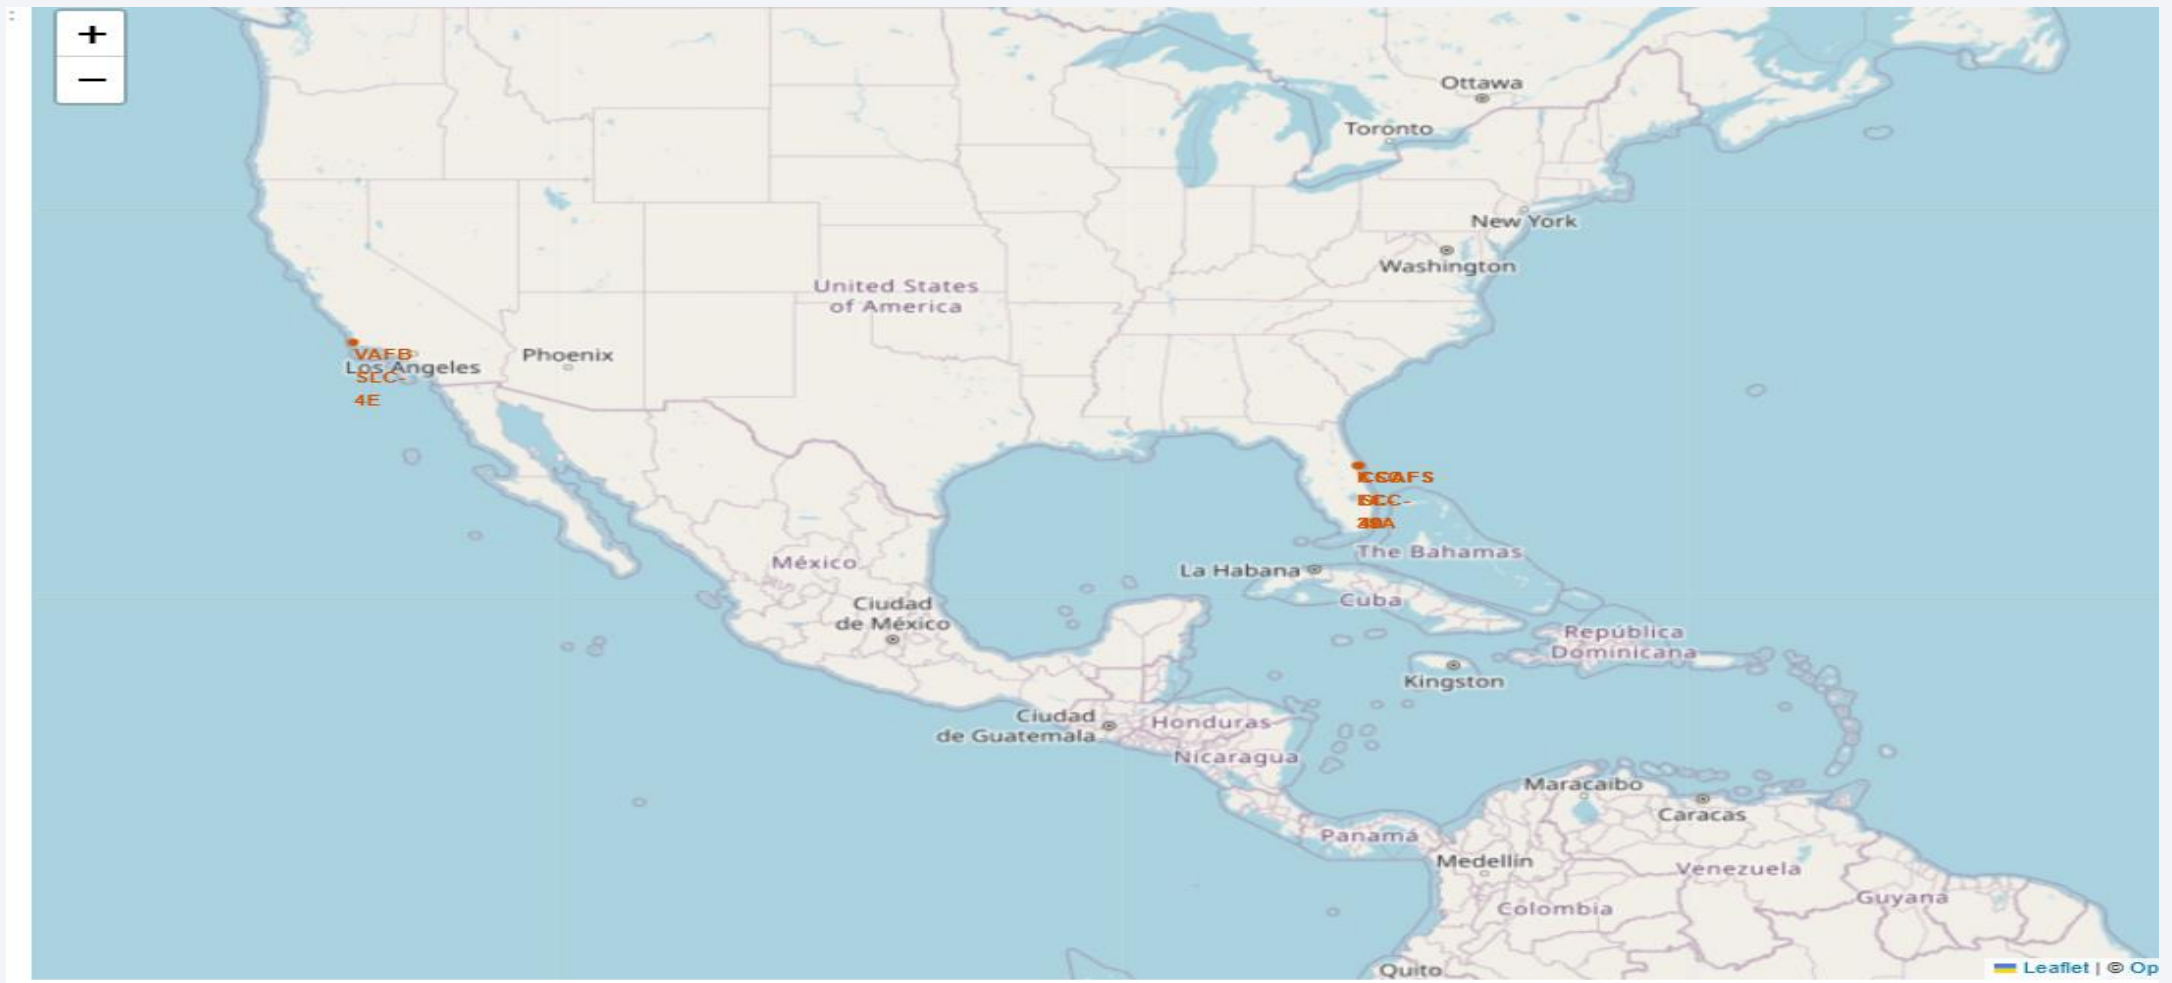 +
−
Ottawa
Toronto
New York
Washington
United States
of America
VAFB
SLC-
4E
Los Angeles
Phoenix
The Bahamas
La Habana
Cuba
México
Ciudad
de México
República
Dominicana
Kingston
Ciudad
de Guatemala
Honduras
Nicaragua
Maracaibo
Caracas
Panamá
Medellín
Venezuela
Guyana
Colombia
Quito
Leaflet | © Op